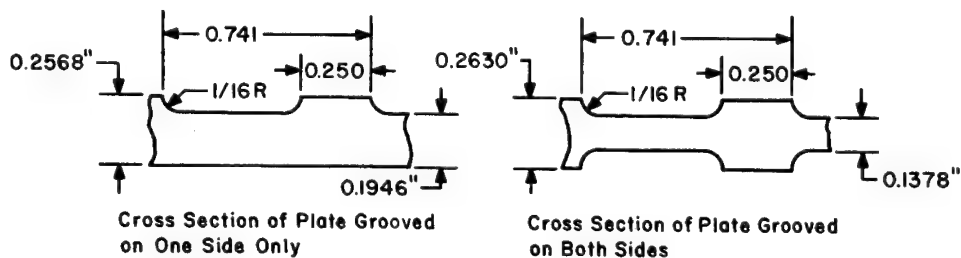 0.741
0.2568"
0.250
1/16 R
0.1946"
Cross Section of Plate Grooved
on One Side Only
0.741
0.2630"
0.250
1/16 R
0.1378"
Cross Section of Plate Grooved
on Both Sides